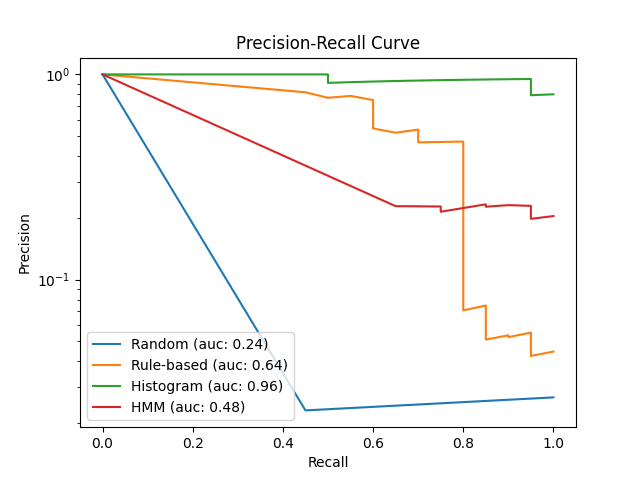 Precision-Recall Curve
Precision
10⁰
10⁻¹
Random (auc: 0.24)
Rule-based (auc: 0.64)
Histogram (auc: 0.96)
HMM (auc: 0.48)
0.0 0.2 0.4 0.6 0.8 1.0
Recall